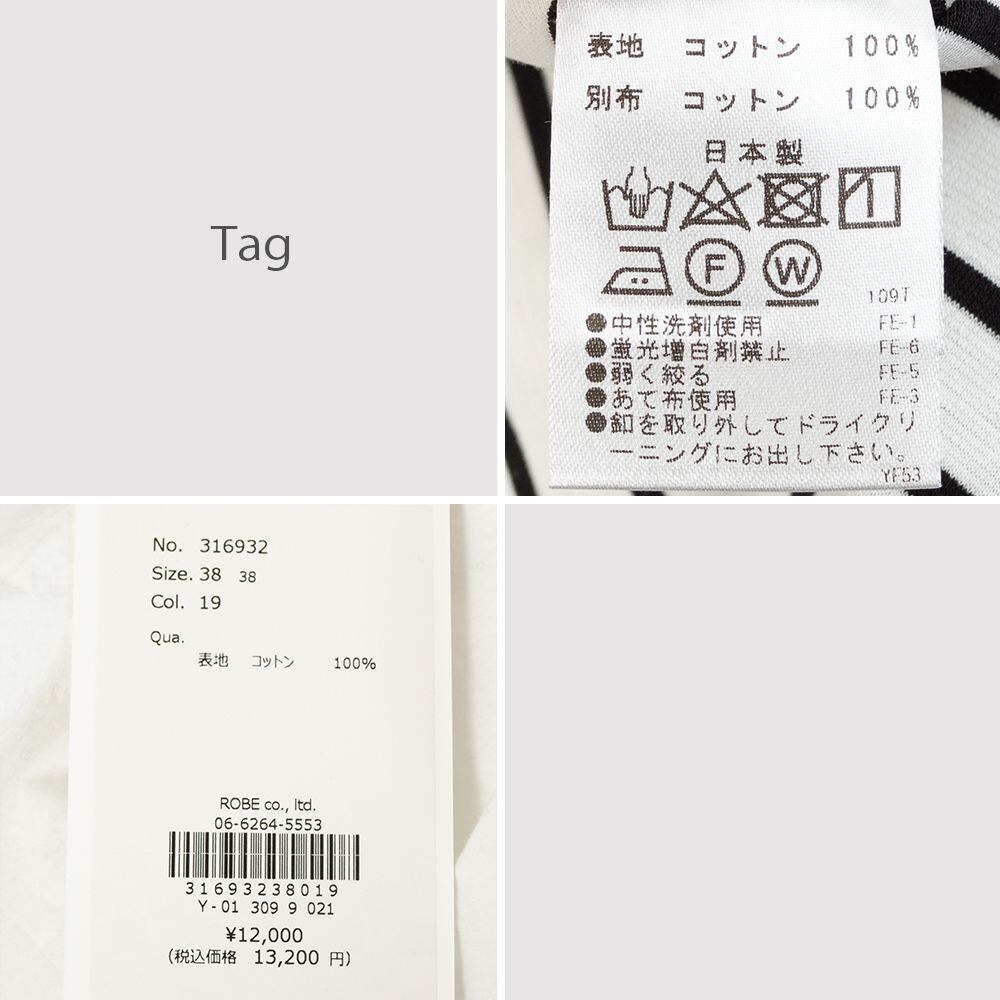 Tag
表地 コットン 100%
別布 コットン 100%
日本製
F W
109T
●中性洗剤使用 FE-1
●蛍光増白剤禁止 FE-6
●弱く絞る FE-5
●あて布使用 FE-3
●釦を取り外してドライクリ
ーニングにお出し下さい。
YF53
No. 316932
Size. 38 38
Col. 19
Qua.
表地 コットン 100%
ROBE co., ltd.
06-6264-5553
31693238019
Y-01 309 9 021
¥12,000
(税込価格 13,200 円)